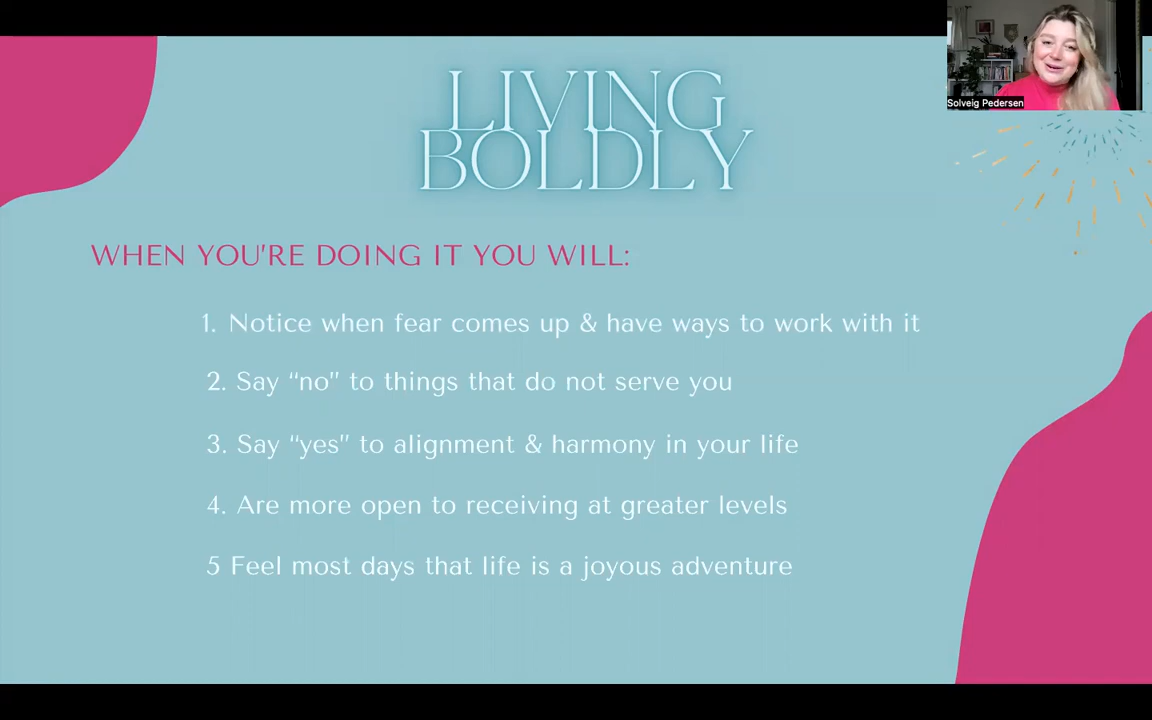 Solveig Pedersen
LIVING
BOLDLY
WHEN YOU'RE DOING IT YOU WILL:
1. Notice when fear comes up & have ways to work with it
2. Say “no” to things that do not serve you
3. Say “yes” to alignment & harmony in your life
4. Are more open to receiving at greater levels
5 Feel most days that life is a joyous adventure